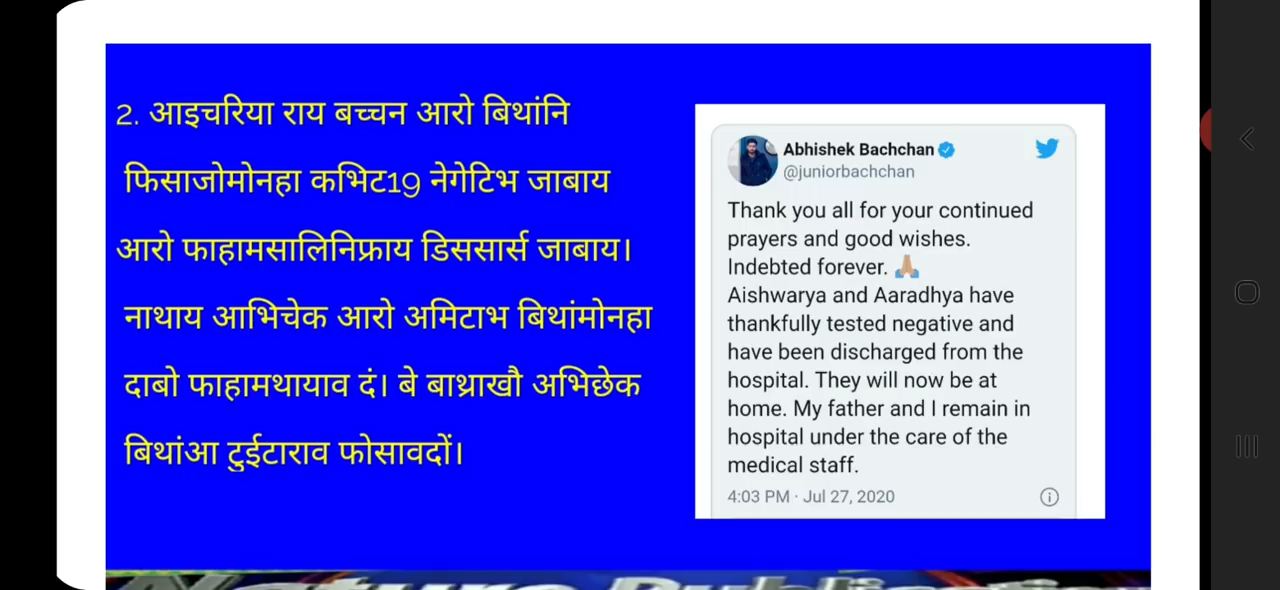 2. आइचरिया राय बच्चन आरो बिथांनि
फिसाजोमोनहा कभिट19 नेगेटिभ जाबाय
आरो फाहामसालिनिफ्राय डिससार्स जाबाय।
नाथाय आभिचेक आरो अमिटाभ बिथांमोनहा
दाबो फाहामथायाव दं। बे बाथ्राखौ अभिछेक
बिथांआ टुईटाराव फोसावदों।
Abhishek Bachchan
@juniorbachchan
Thank you all for your continued
prayers and good wishes.
Indebted forever. 🙏🏼
Aishwarya and Aaradhya have
thankfully tested negative and
have been discharged from the
hospital. They will now be at
home. My father and I remain in
hospital under the care of the
medical staff.
4:03 PM · Jul 27, 2020